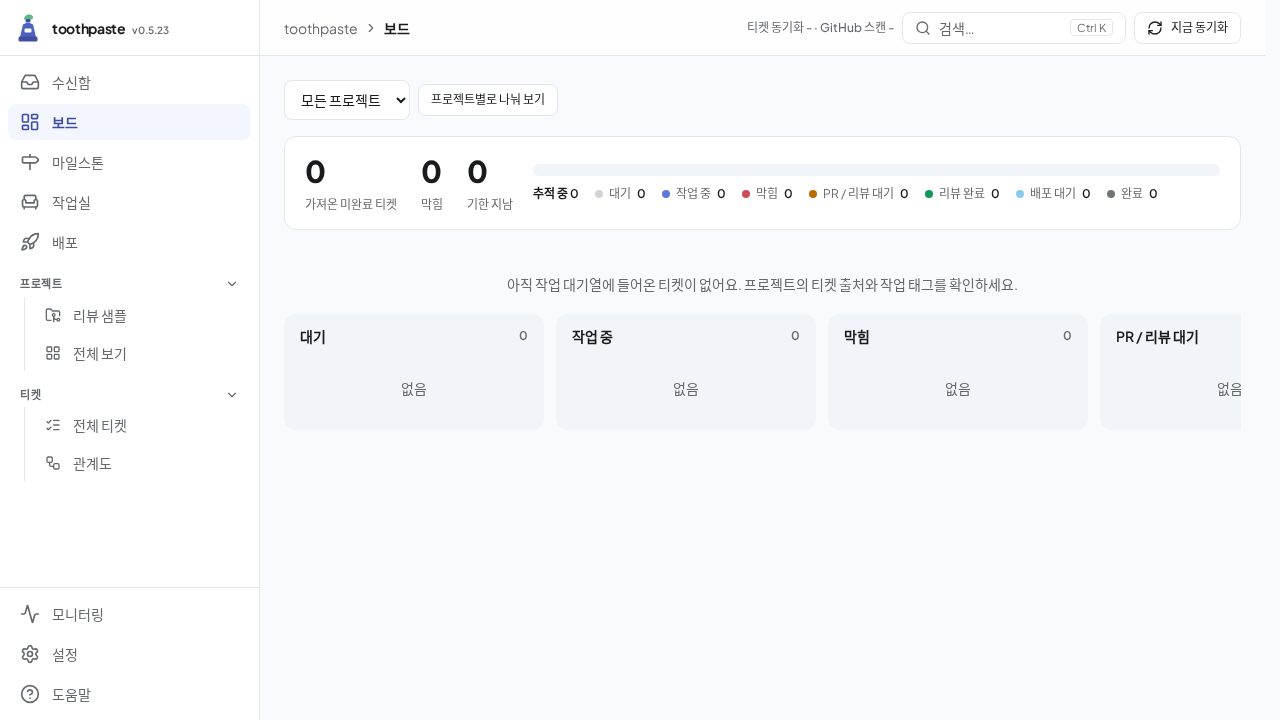 toothpaste v0.5.23
toothpaste > 보드
티켓 동기화 - · GitHub 스캔 -
검색...
Ctrl K
지금 동기화
수신함
보드
마일스톤
작업실
배포
프로젝트
리뷰 샘플
전체 보기
티켓
전체 티켓
관계도
모니터링
설정
도움말
모든 프로젝트
프로젝트별로 나눠 보기
0 가져온 미완료 티켓
0 막힘
0 기한 지남
추적 중 0 대기 0 작업 중 0 막힘 0 PR / 리뷰 대기 0 리뷰 완료 0 배포 대기 0 완료 0
아직 작업 대기열에 들어온 티켓이 없어요. 프로젝트의 티켓 출처와 작업 태그를 확인하세요.
대기 0
없음
작업 중 0
없음
막힘 0
없음
PR / 리뷰 대기
없음